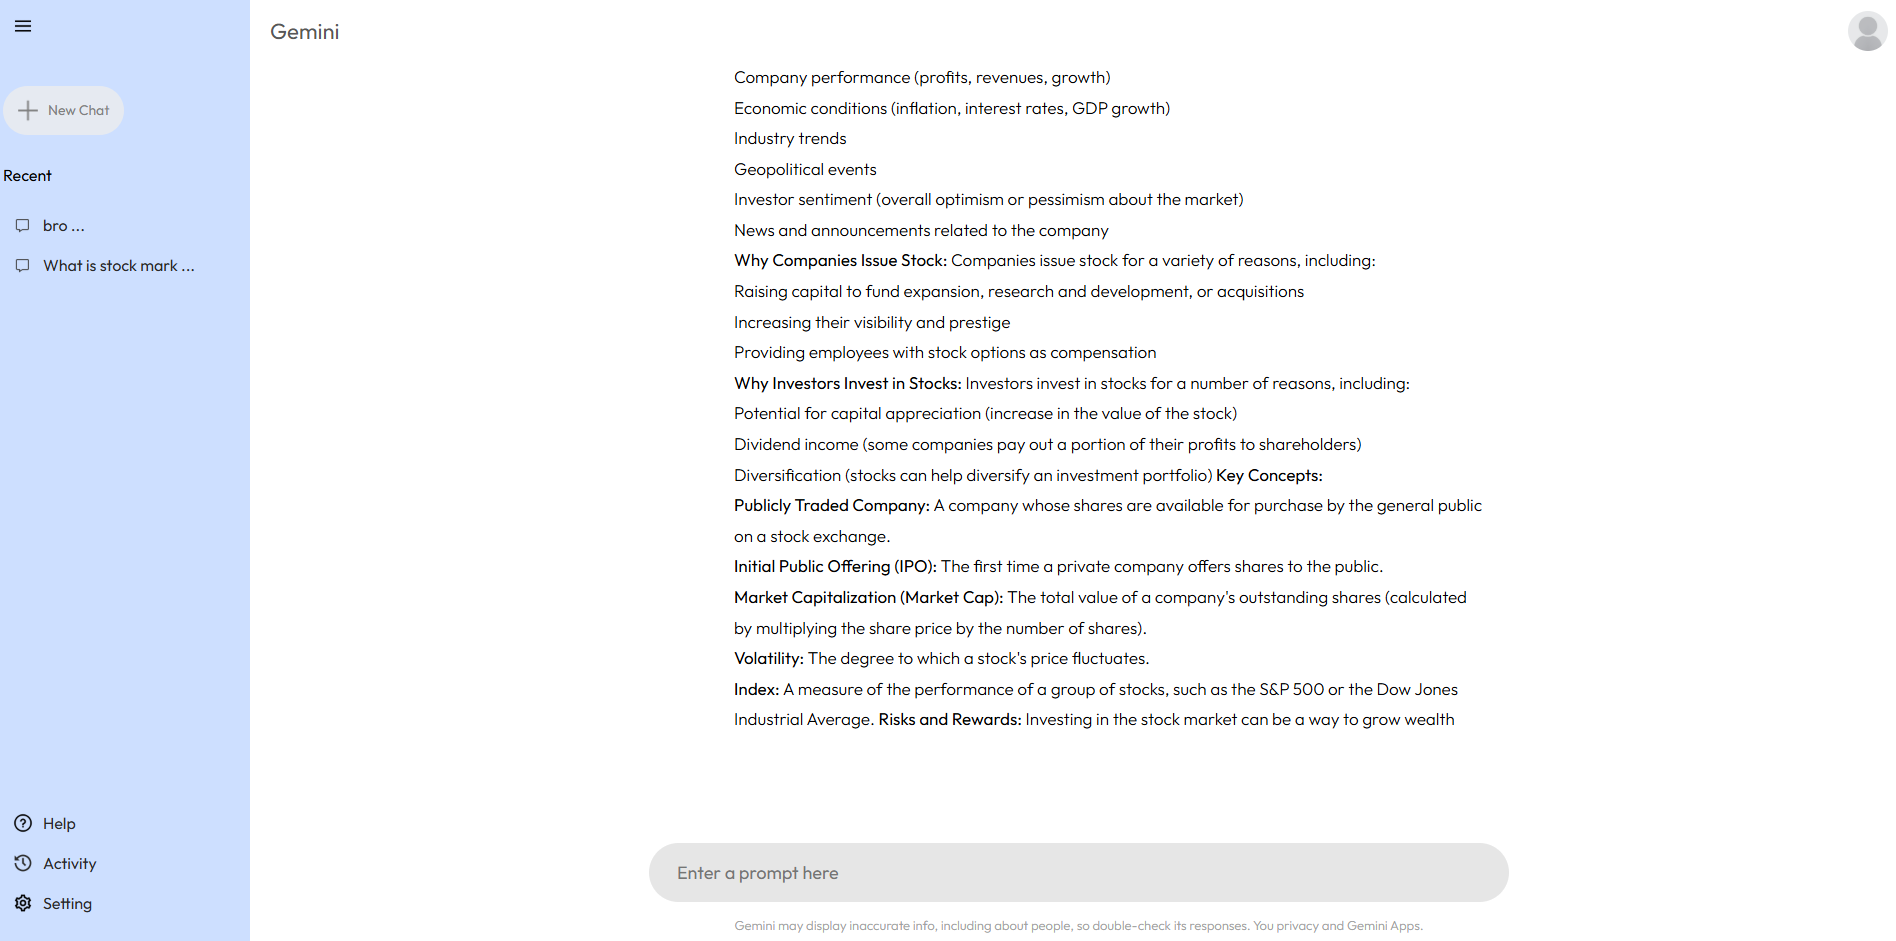 Gemini
New Chat
Recent
bro ...
What is stock mark ...
Help
Activity
Setting
Company performance (profits, revenues, growth)
Economic conditions (inflation, interest rates, GDP growth)
Industry trends
Geopolitical events
Investor sentiment (overall optimism or pessimism about the market)
News and announcements related to the company
Why Companies Issue Stock: Companies issue stock for a variety of reasons, including:
Raising capital to fund expansion, research and development, or acquisitions
Increasing their visibility and prestige
Providing employees with stock options as compensation
Why Investors Invest in Stocks: Investors invest in stocks for a number of reasons, including:
Potential for capital appreciation (increase in the value of the stock)
Dividend income (some companies pay out a portion of their profits to shareholders)
Diversification (stocks can help diversify an investment portfolio) Key Concepts:
Publicly Traded Company: A company whose shares are available for purchase by the general public
on a stock exchange.
Initial Public Offering (IPO): The first time a private company offers shares to the public.
Market Capitalization (Market Cap): The total value of a company's outstanding shares (calculated
by multiplying the share price by the number of shares).
Volatility: The degree to which a stock's price fluctuates.
Index: A measure of the performance of a group of stocks, such as the S&P 500 or the Dow Jones
Industrial Average. Risks and Rewards: Investing in the stock market can be a way to grow wealth
Enter a prompt here
Gemini may display inaccurate info, including about people, so double-check its responses. You privacy and Gemini Apps.